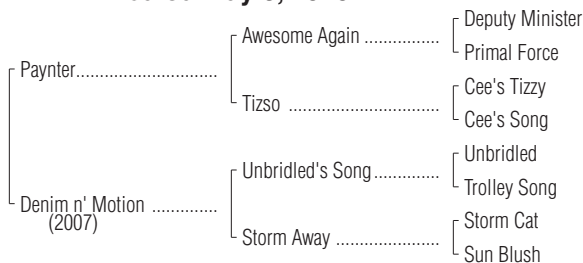 Deputy Minister
Awesome Again ................
Primal Force
Paynter..............................
Cee's Tizzy
Tizso ................................
Cee's Song
Unbridled
Unbridled's Song..............
Trolley Song
Denim n' Motion ..............
(2007)
Storm Cat
Storm Away ......................
Sun Blush